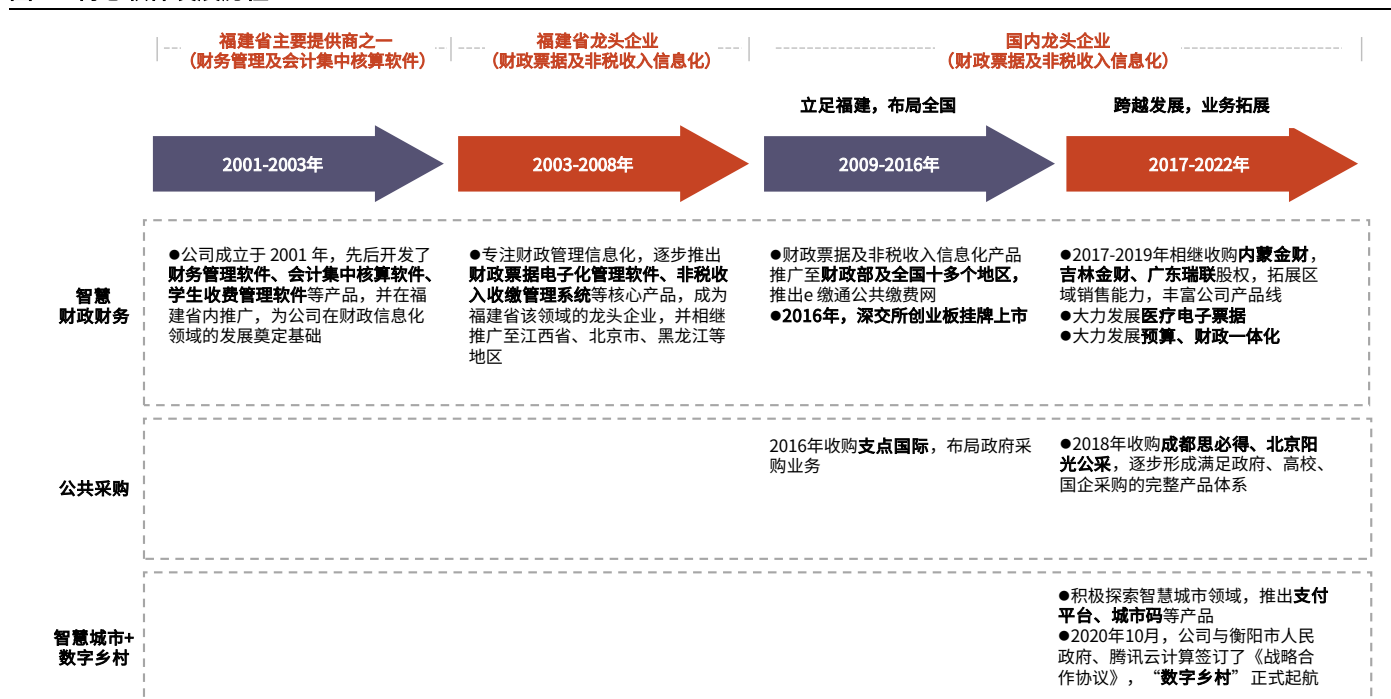 福建省主要提供商之一
（财务管理及会计集中核算软件）
福建省龙头企业
（财政票据及非税收入信息化）
国内龙头企业
（财政票据及非税收入信息化）
立足福建，布局全国
跨越发展，业务拓展
2001-2003年
2003-2008年
2009-2016年
2017-2022年
智慧
财政财务
●公司成立于 2001 年，先后开发了
财务管理软件、会计集中核算软件、
学生收费管理软件等产品，并在福
建省内推广，为公司在财政信息化
领域的发展奠定基础
●专注财政管理信息化，逐步推出
财政票据电子化管理软件、非税收
入收缴管理系统等核心产品，成为
福建省该领域的龙头企业，并相继
推广至江西省、北京市、黑龙江等
地区
●财政票据及非税收入信息化产品
推广至财政部及全国十多个地区，
推出e 缴通公共缴费网
●2016年，深交所创业板挂牌上市
●2017-2019年相继收购内蒙金财，
吉林金财、广东瑞联股权，拓展区
域销售能力，丰富公司产品线
●大力发展医疗电子票据
●大力发展预算、财政一体化
公共采购
2016年收购支点国际，布局政府采
购业务
●2018年收购成都思必得、北京阳
光公采，逐步形成满足政府、高校、
国企采购的完整产品体系
智慧城市+
数字乡村
●积极探索智慧城市领域，推出支付
平台、城市码等产品
●2020年10月，公司与衡阳市人民
政府、腾讯云计算签订了《战略合
作协议》，“数字乡村” 正式起航